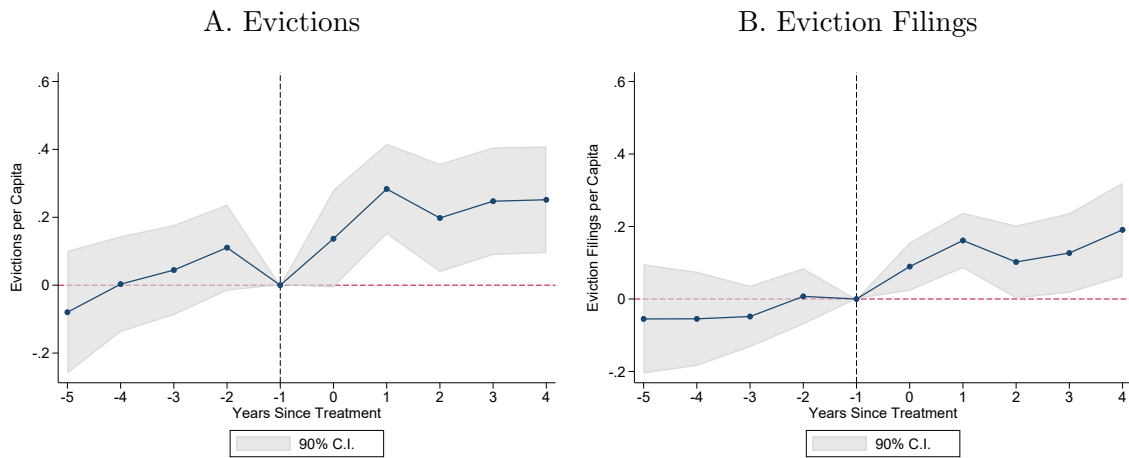 A. Evictions
.6
.4
.2
0
-.2
Evictions per Capita
-5 -4 -3 -2 -1 0 1 2 3 4
Years Since Treatment
90% C.I.
B. Eviction Filings
.6
.4
.2
0
-.2
Eviction Filings per Capita
-5 -4 -3 -2 -1 0 1 2 3 4
Years Since Treatment
90% C.I.